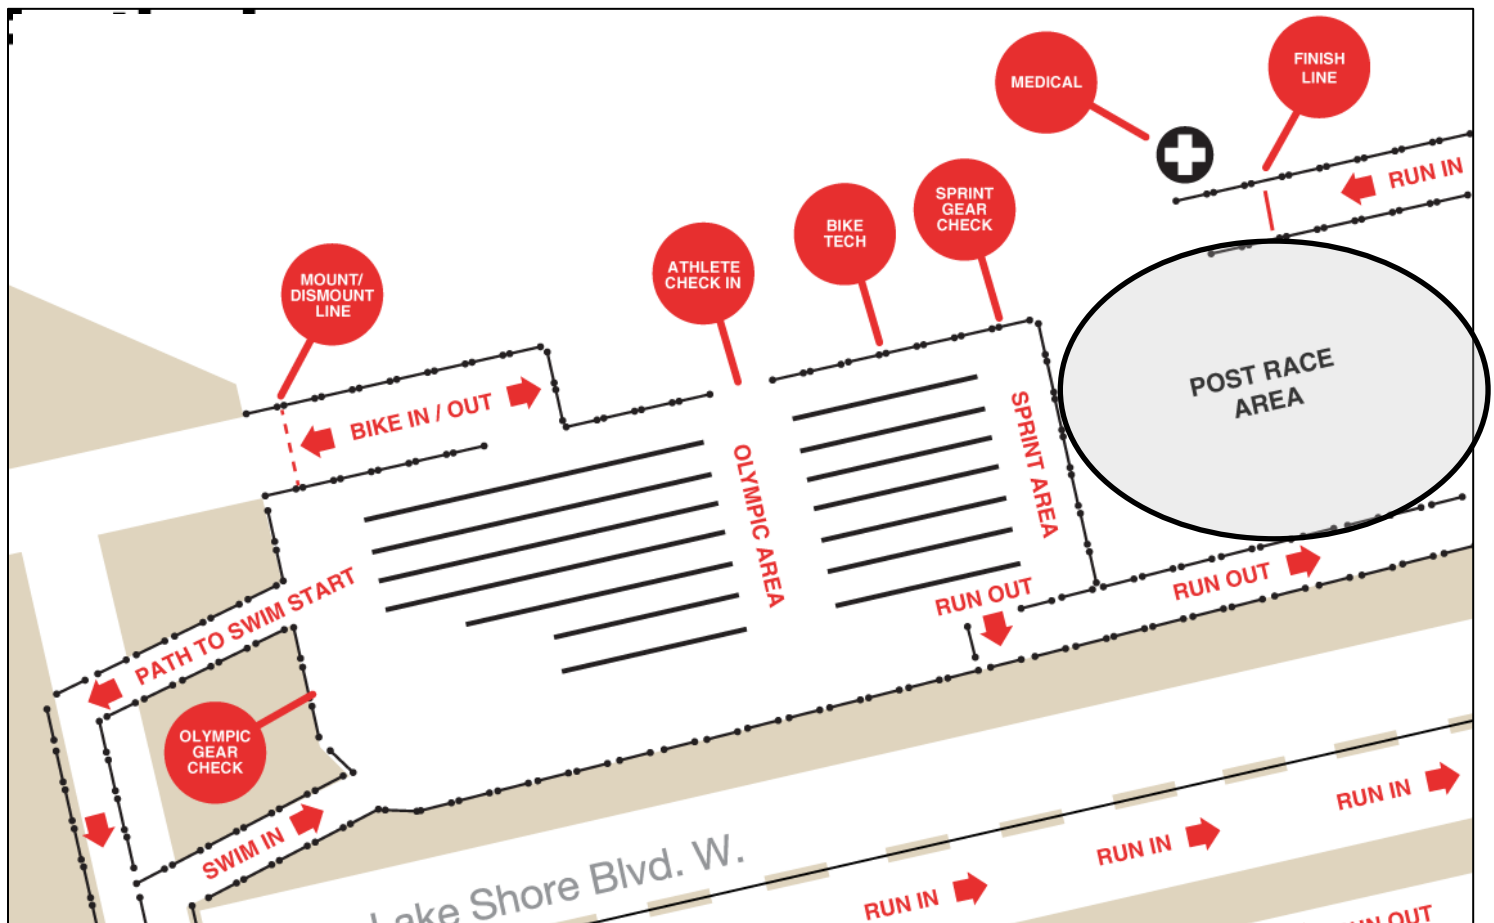 FINISH
LINE
MEDICAL
RUN IN
SPRINT
GEAR
CHECK
BIKE
TECH
ATHLETE
CHECK IN
MOUNT/
DISMOUNT
LINE
BIKE IN / OUT
POST RACE
AREA
OLYMPIC AREA
SPRINT AREA
RUN OUT
RUN OUT
PATH TO SWIM START
OLYMPIC
GEAR
CHECK
SWIM IN
Lake Shore Blvd. W.
RUN IN
RUN IN
RUN IN
OUT